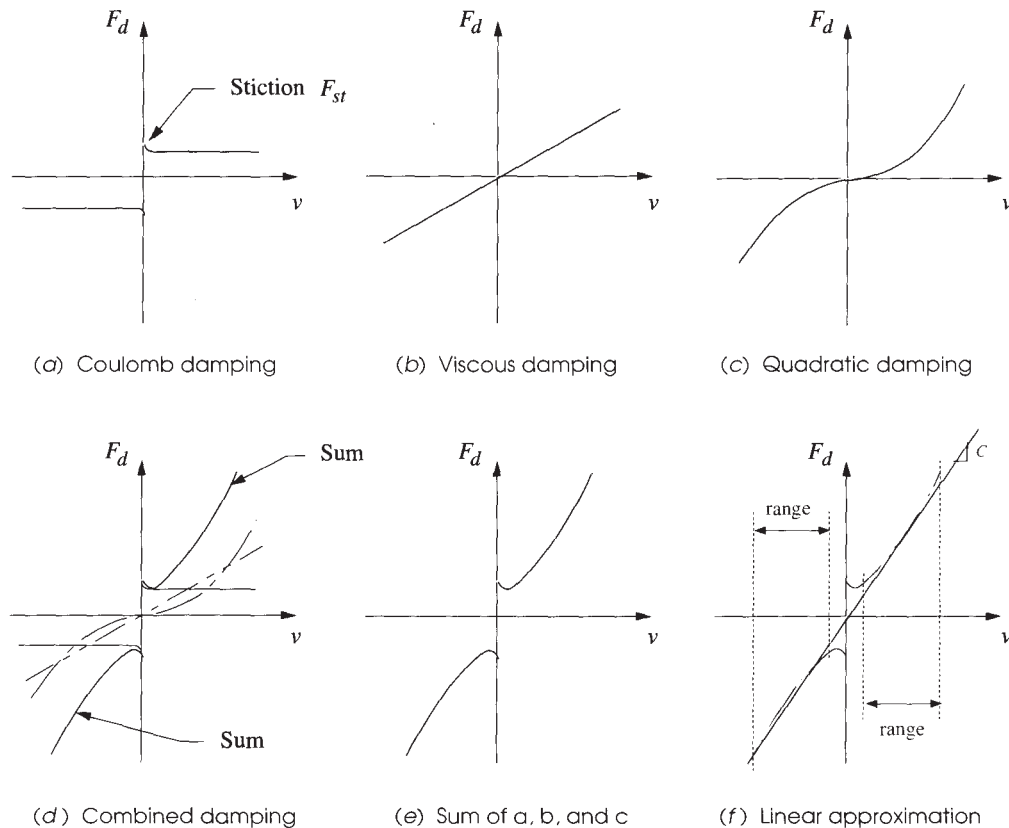 F_d
Stiction F_st
v
(a) Coulomb damping
F_d
v
(b) Viscous damping
F_d
v
(c) Quadratic damping
F_d
Sum
v
Sum
(d) Combined damping
F_d
v
(e) Sum of a, b, and c
F_d
c
range
v
range
(f) Linear approximation